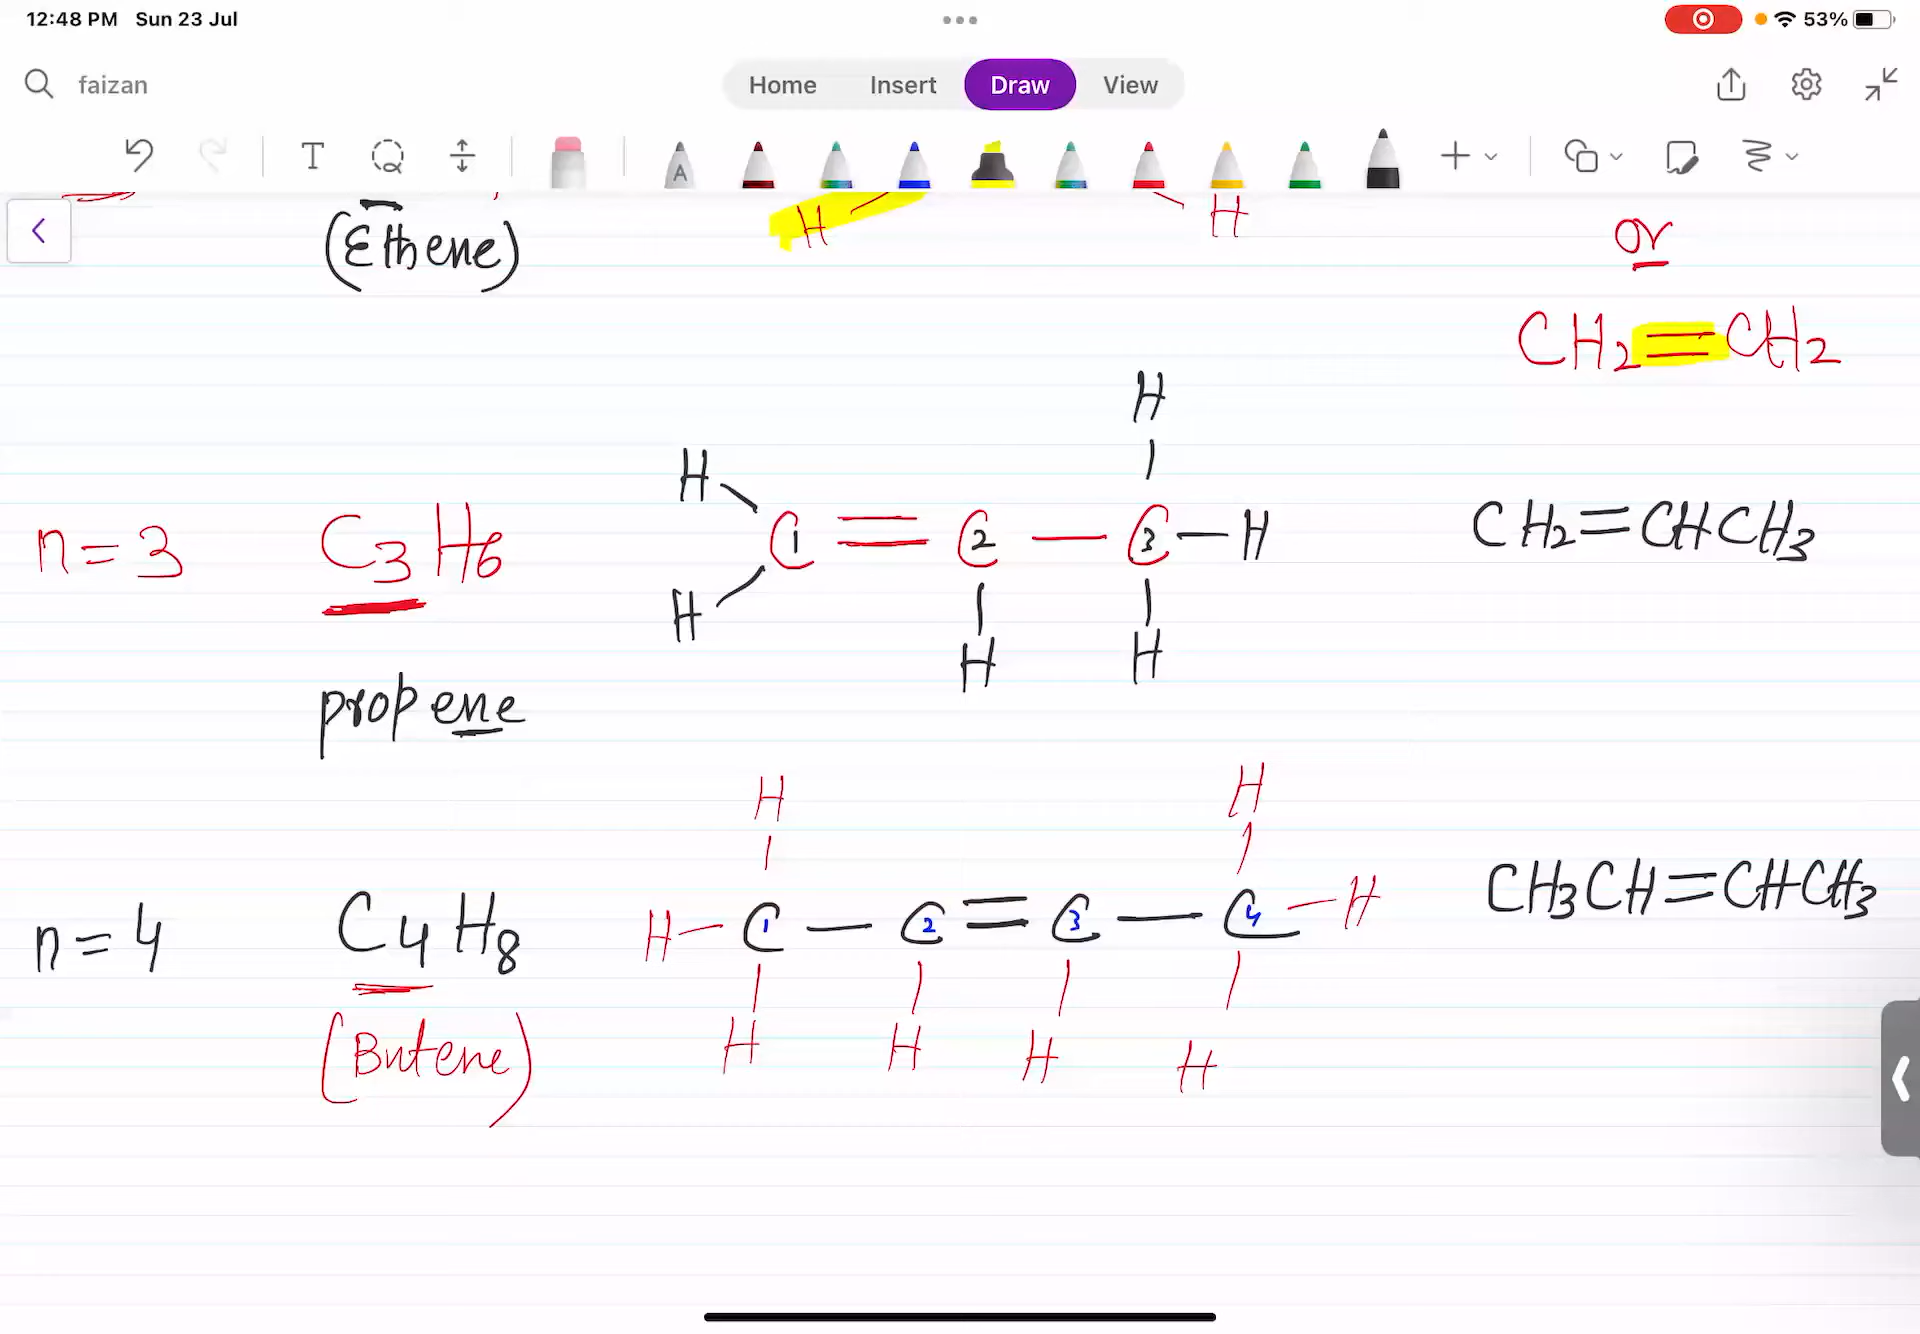 12:48 PM Sun 23 Jul
53%
faizan
Home Insert Draw View
T
A
(Ethene)
H
H
or
CH2=CH2
H
H
n=3 C3H6 C1=C2-C3-H CH2=CHCH3
H
H
H
propene
H
H
n=4 C4H8 H-C1-C2=C3-C4-H CH3CH=CHCH3
(Butene)
H
H
H
H